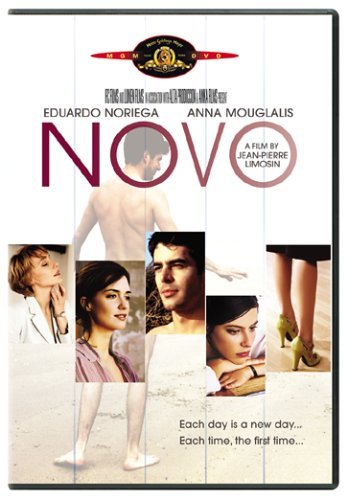 MGM DVD
EDUARDO NORIEGA ANNA MOUGLALIS
NOVO
A FILM BY
JEAN-PIERRE
LIMOSIN
Each day is a new day...
Each time, the first time...